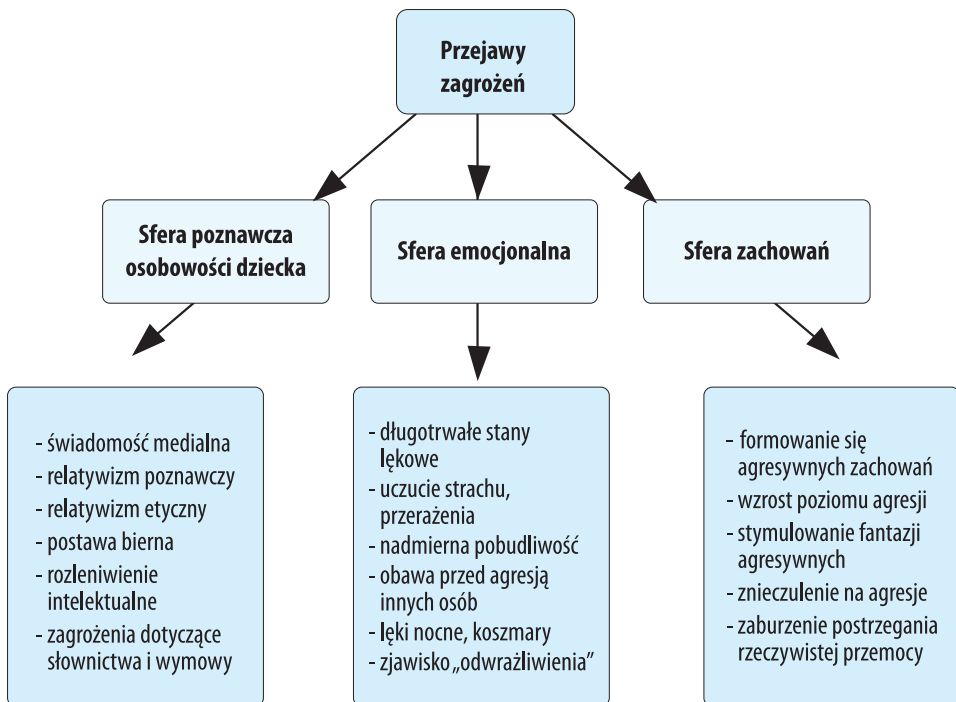 Przejawy
zagrożeń
Sfera poznawcza
osobowości dziecka
Sfera emocjonalna
Sfera zachowań
- świadomość medialna
- relatywizm poznawczy
- relatywizm etyczny
- postawa bierna
- rozleniwienie
intelektualne
- zagrożenia dotyczące
słownictwa i wymowy
- długotrwałe stany
lękowe
- uczucie strachu,
przerażenia
- nadmierna pobudliwość
- obawa przed agresją
innych osób
- lęki nocne, koszmary
- zjawisko „odwrażliwienia”
- formowanie się
agresywnych zachowań
- wzrost poziomu agresji
- stymulowanie fantazji
agresywnych
- znieczulenie na agresje
- zaburzenie postrzegania
rzeczywistej przemocy